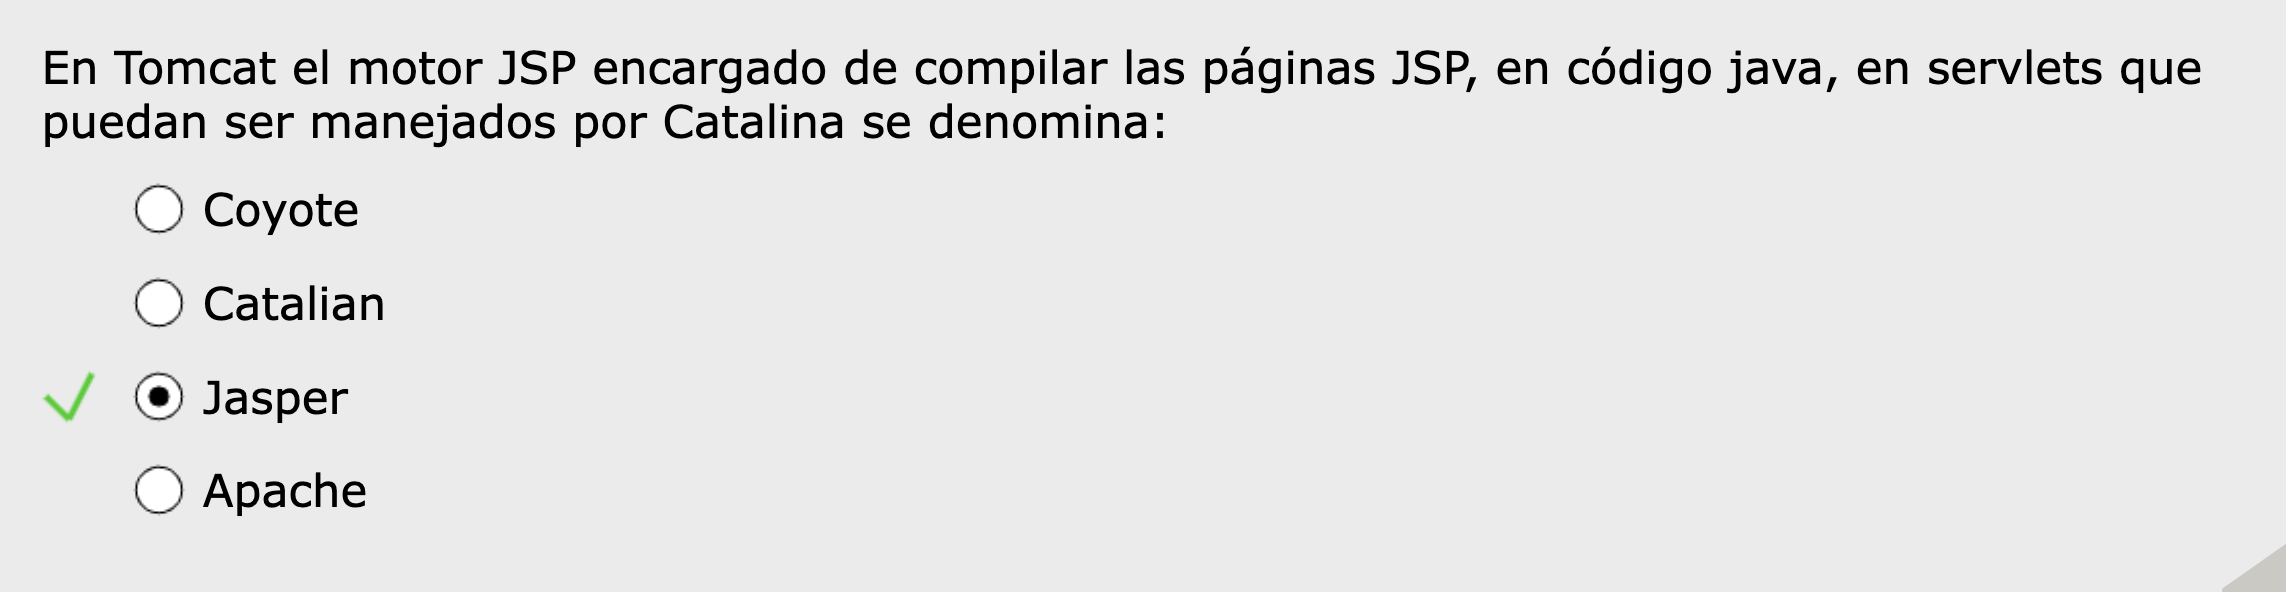 En Tomcat el motor JSP encargado de compilar las páginas JSP, en código java, en servlets que
puedan ser manejados por Catalina se denomina:
Coyote
Catalian
Jasper
Apache